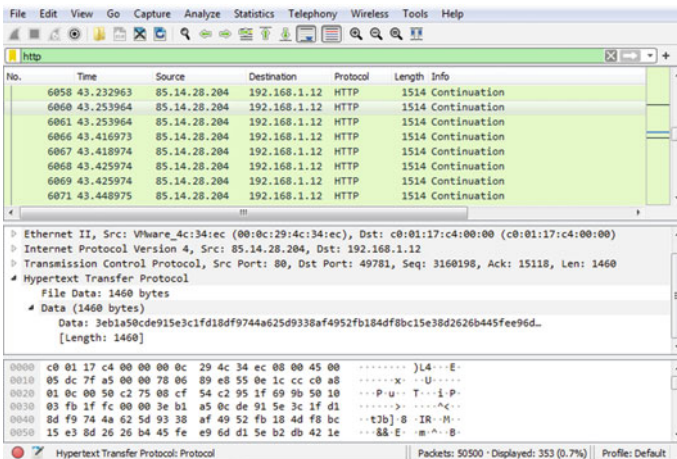 File Edit View Go Capture Analyze Statistics Telephony Wireless Tools Help
http
No. Time Source Destination Protocol Length Info
6058 43.232963 85.14.28.204 192.168.1.12 HTTP 1514 Continuation
6060 43.253964 85.14.28.204 192.168.1.12 HTTP 1514 Continuation
6061 43.253964 85.14.28.204 192.168.1.12 HTTP 1514 Continuation
6066 43.416973 85.14.28.204 192.168.1.12 HTTP 1514 Continuation
6067 43.418974 85.14.28.204 192.168.1.12 HTTP 1514 Continuation
6068 43.425974 85.14.28.204 192.168.1.12 HTTP 1514 Continuation
6069 43.425974 85.14.28.204 192.168.1.12 HTTP 1514 Continuation
6071 43.448975 85.14.28.204 192.168.1.12 HTTP 1514 Continuation
Ethernet II, Src: VMware_4c:34:ec (00:0c:29:4c:34:ec), Dst: c0:01:17:c4:00:00 (c0:01:17:c4:00:00)
Internet Protocol Version 4, Src: 85.14.28.204, Dst: 192.168.1.12
Transmission Control Protocol, Src Port: 80, Dst Port: 49781, Seq: 3160198, Ack: 15118, Len: 1460
Hypertext Transfer Protocol
File Data: 1460 bytes
Data (1460 bytes)
Data: 3eb1a50cde915e3c1fd18df9744a625d9338af4952fb184df8bc15e38d2626b445fee96d…
[Length: 1460]
0000 c0 01 17 c4 00 00 00 0c 29 4c 34 ec 08 00 45 00 ········ )L4···E·
0010 05 dc 7f a5 00 00 78 06 89 e8 55 0e 1c cc c0 a8 ······x· ··U·····
0020 01 0c 00 50 c2 75 08 cf 54 c2 95 1f 69 9b 50 10 ···P·u·· T···i·P·
0030 03 fb 1f fc 00 00 3e b1 a5 0c de 91 5e 3c 1f d1 ······>· ····^<··
0040 8d f9 74 4a 62 5d 93 38 af 49 52 fb 18 4d f8 bc ··tJb]·8 ·IR··M··
0050 15 e3 8d 26 26 b4 45 fe e9 6d d1 5e b2 db 42 1e ···&&·E· ·m·^··B·
Hypertext Transfer Protocol: Protocol Packets: 50500 · Displayed: 353 (0.7%) Profile: Default